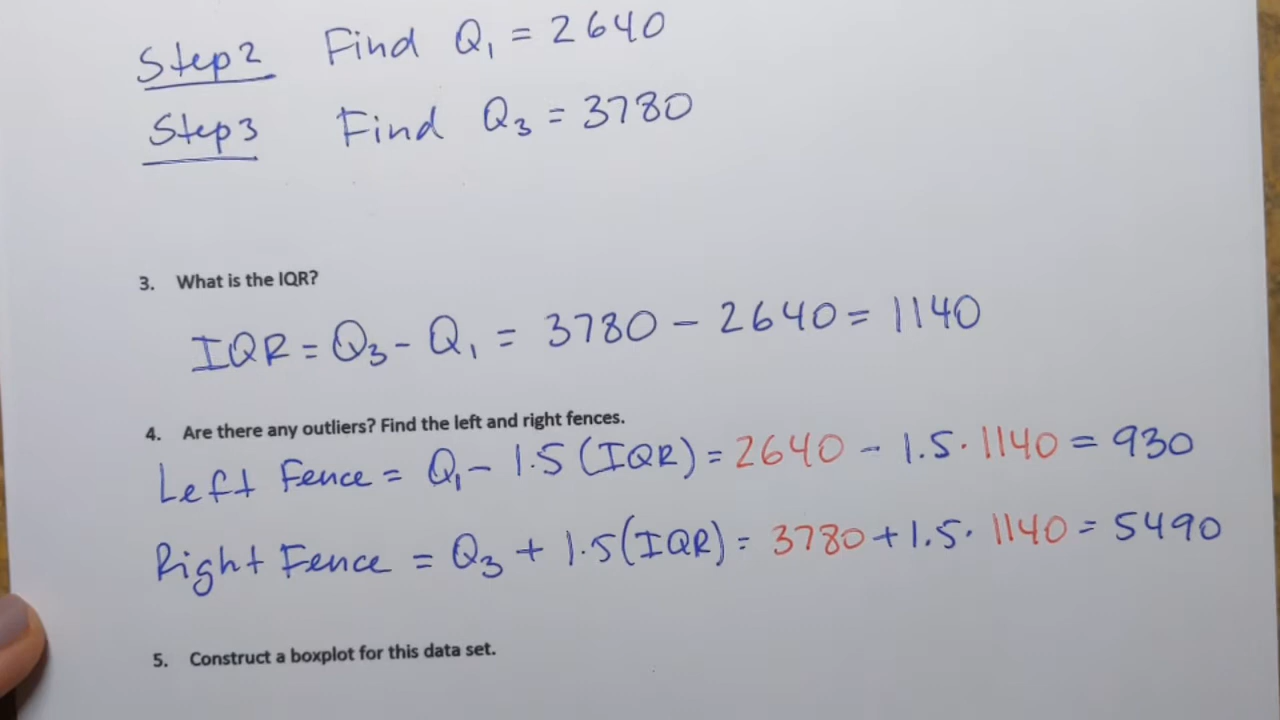 Step 2 Find Q₁ = 2640
Step 3 Find Q₃ = 3780
3. What is the IQR?
IQR = Q₃ - Q₁ = 3780 - 2640 = 1140
4. Are there any outliers? Find the left and right fences.
Left Fence = Q₁ - 1.5 (IQR) = 2640 - 1.5 · 1140 = 930
Right Fence = Q₃ + 1.5 (IQR) = 3780 + 1.5 · 1140 = 5490
5. Construct a boxplot for this data set.